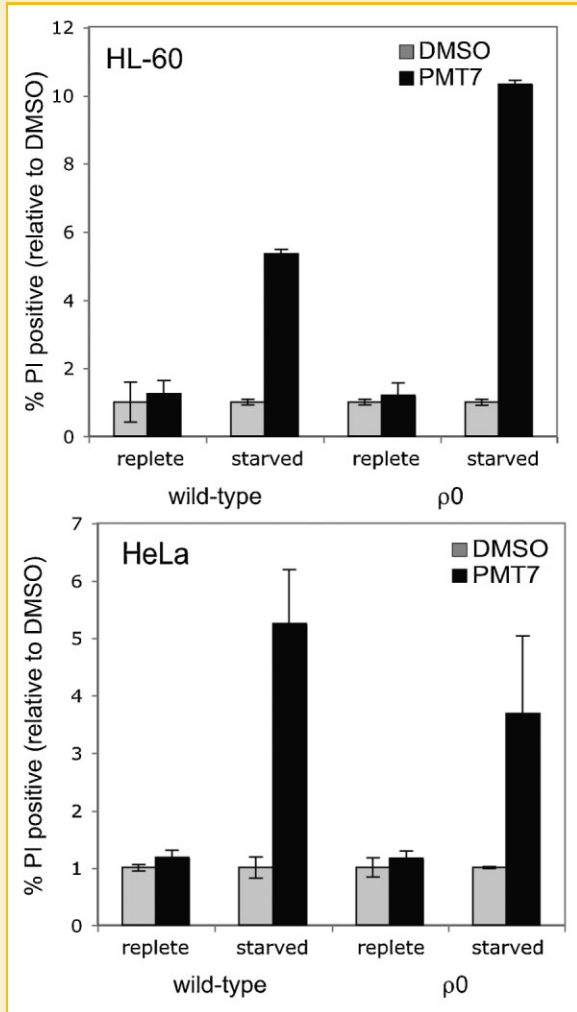 HL-60
DMSO
PMT7
% PI positive (relative to DMSO)
12
10
8
6
4
2
0
replete starved replete starved
wild-type ρ0
HeLa
DMSO
PMT7
% PI positive (relative to DMSO)
7
6
5
4
3
2
1
0
replete starved replete starved
wild-type ρ0